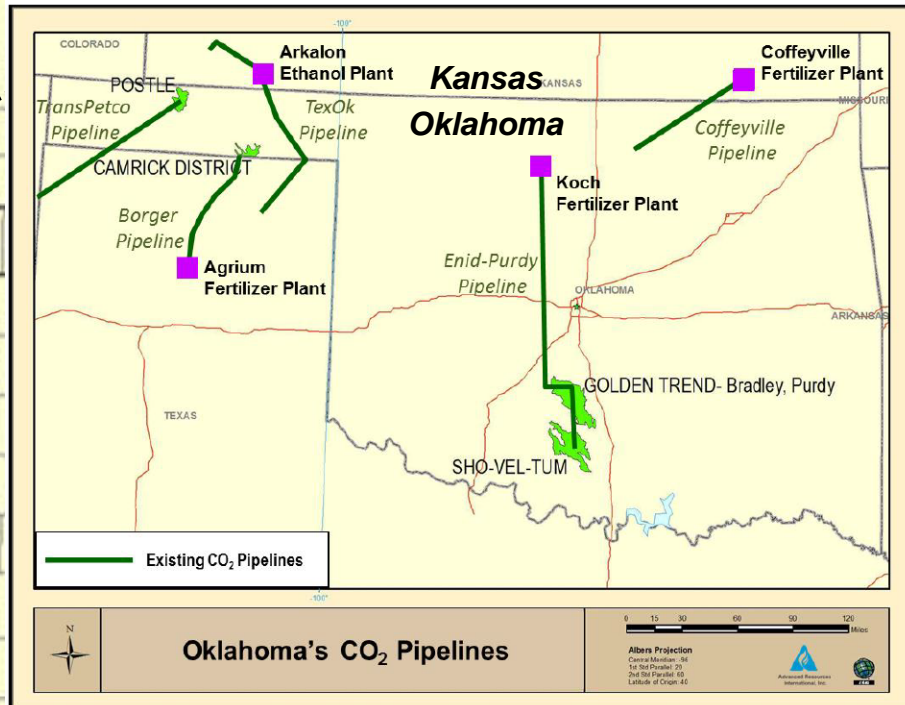 -100°
COLORADO
Arkalon
Ethanol Plant
Kansas
KANSAS
Oklahoma
Coffeyville
Fertilizer Plant
MISSOURI
POSTLE
TransPetco
Pipeline
TexOk
Pipeline
Coffeyville
Pipeline
CAMRICK DISTRICT
Koch
Fertilizer Plant
Borger
Pipeline
Agrium
Fertilizer Plant
Enid-Purdy
Pipeline
OKLAHOMA
ARKANSAS
TEXAS
GOLDEN TREND- Bradley, Purdy
SHO-VEL-TUM
Existing CO₂ Pipelines
-100°
N
Oklahoma's CO₂ Pipelines
0 15 30 60 90 120
Miles
Albers Projection
Central Meridian: -96
1st Std Parallel: 20
2nd Std Parallel: 60
Latitude of Origin: 40
Advanced Resources
International, Inc.